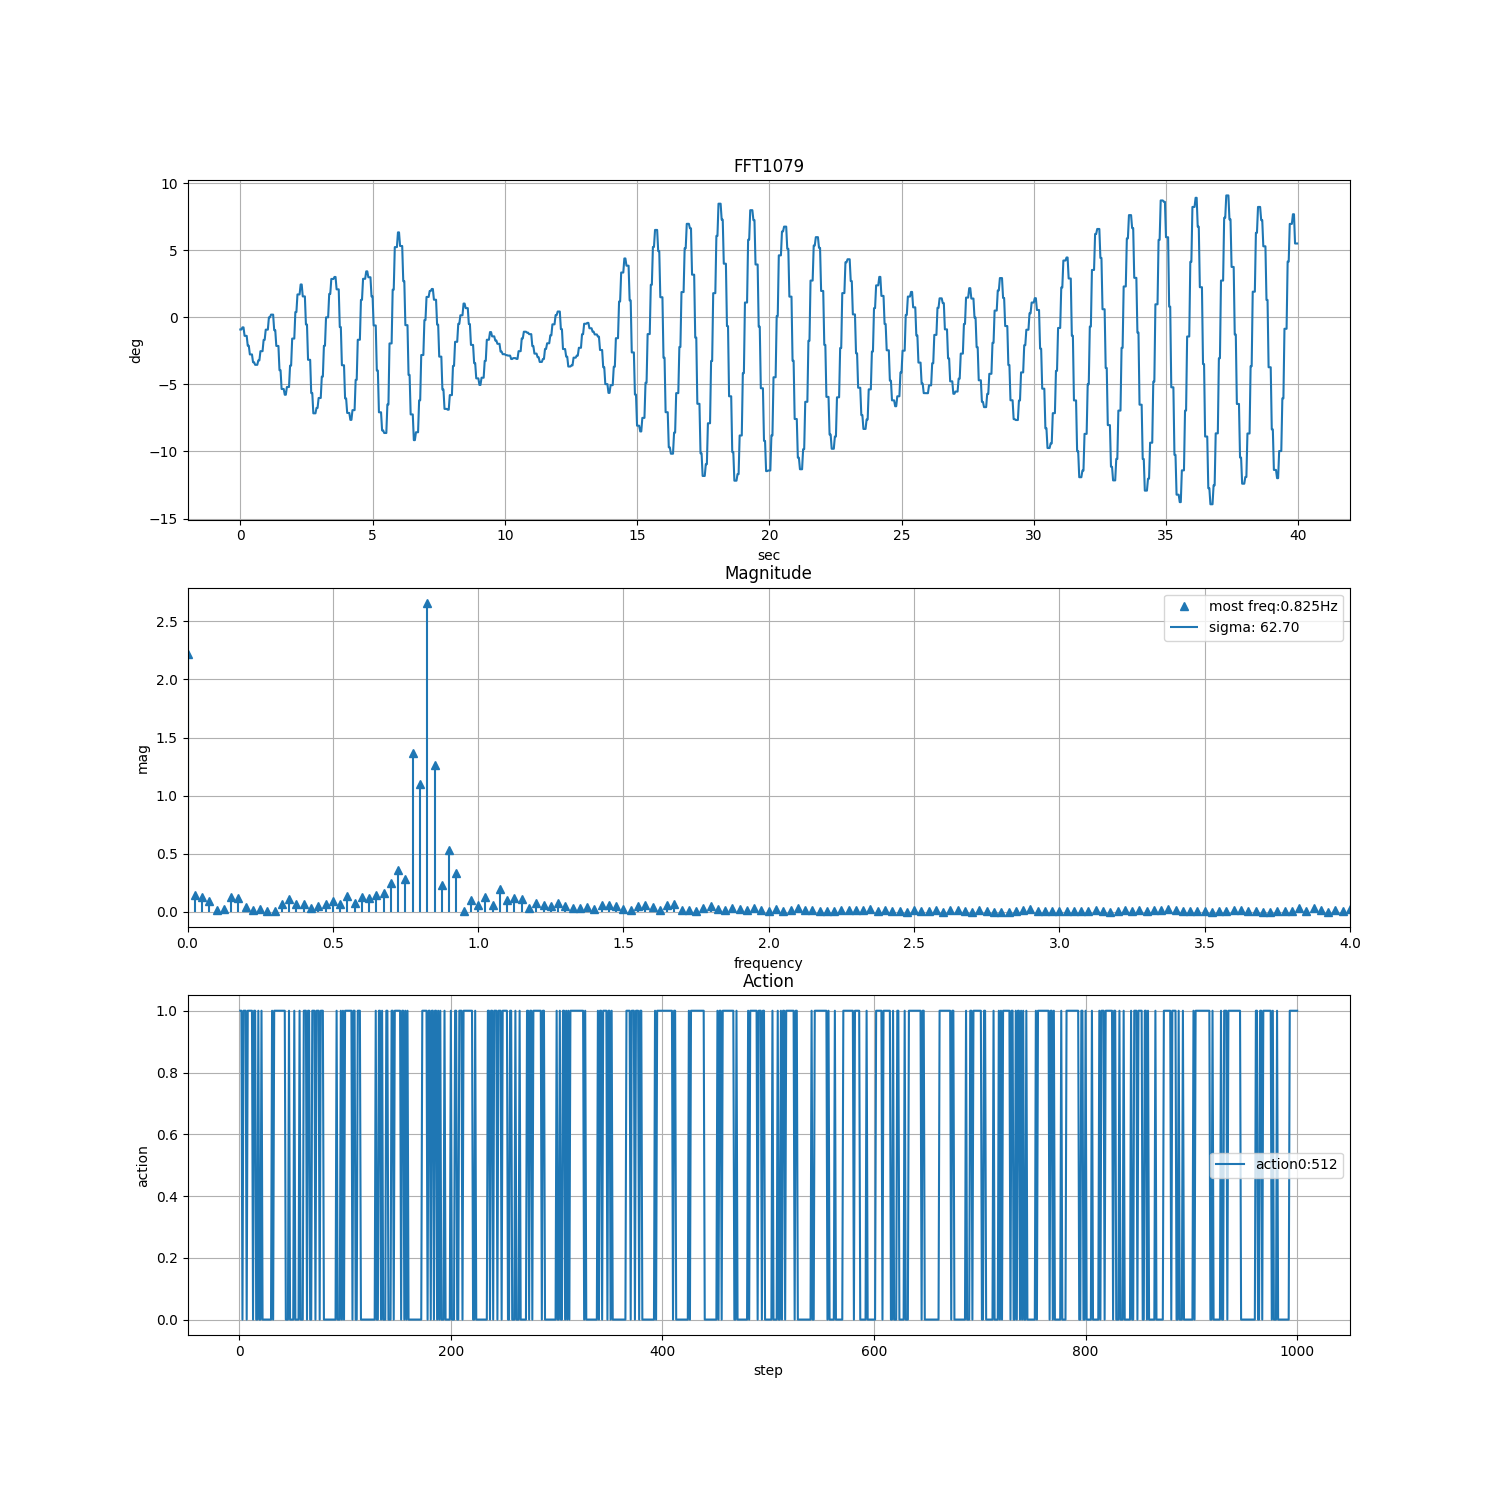 FFT1079
10
5
0
−5
−10
−15
deg
0 5 10 15 20 25 30 35 40
sec
Magnitude
most freq:0.825Hz
sigma: 62.70
2.5
2.0
1.5
1.0
0.5
0.0
mag
0.0 0.5 1.0 1.5 2.0 2.5 3.0 3.5 4.0
frequency
Action
1.0
0.8
0.6
0.4
0.2
0.0
action
action0:512
0 200 400 600 800 1000
step